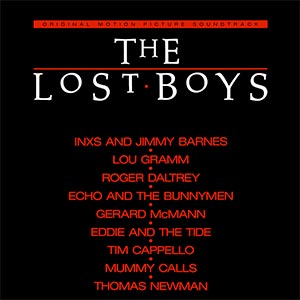 ORIGINAL MOTION PICTURE SOUNDTRACK
THE
LOST·BOYS
INXS AND JIMMY BARNES
LOU GRAMM
ROGER DALTREY
ECHO AND THE BUNNYMEN
GERARD McMANN
EDDIE AND THE TIDE
TIM CAPPELLO
MUMMY CALLS
THOMAS NEWMAN